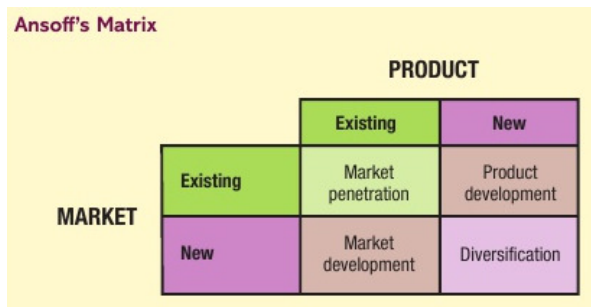 Ansoff's Matrix
PRODUCT
Existing
New
Existing
Market
penetration
Product
development
MARKET
New
Market
development
Diversification